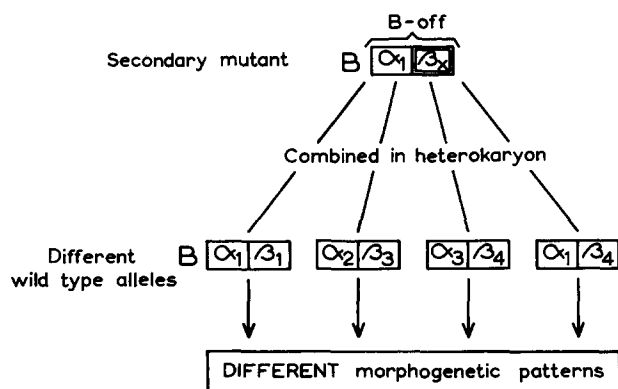 B-off
Secondary mutant B α₁ βₓ
Combined in heterokaryon
Different wild type alleles B α₁ β₁ α₂ β₃ α₃ β₄ α₁ β₄
DIFFERENT morphogenetic patterns